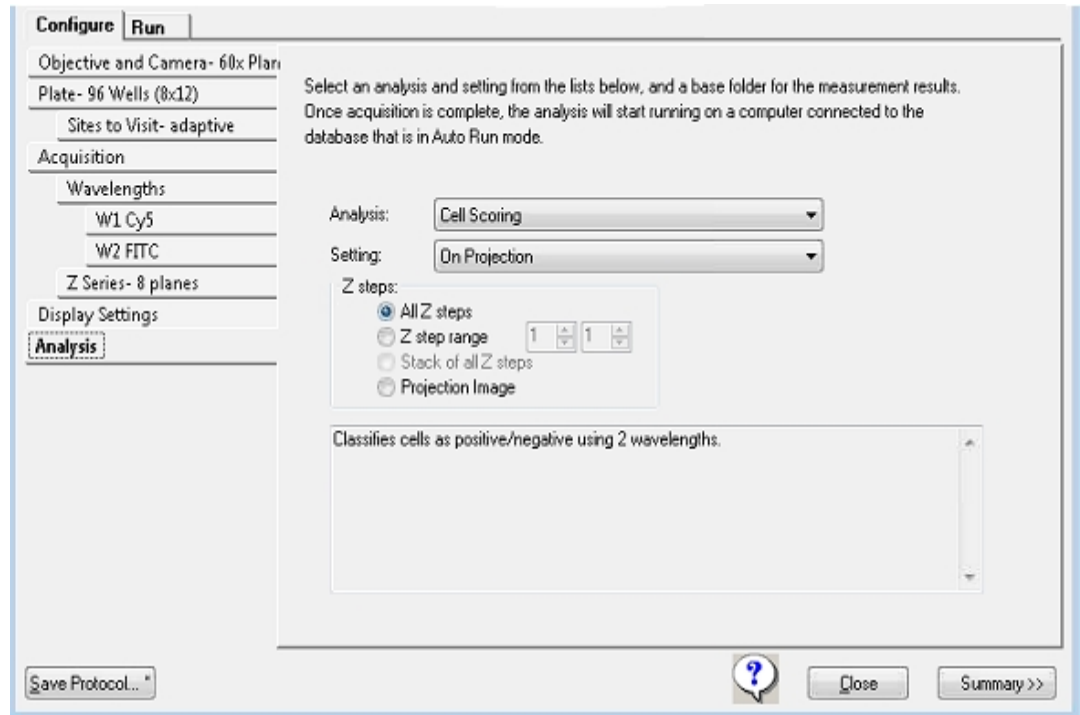 Configure Run
Objective and Camera- 60x Plan
Plate- 96 Wells (8x12)
Sites to Visit- adaptive
Acquisition
Wavelengths
W1 Cy5
W2 FITC
Z Series- 8 planes
Display Settings
Analysis
Select an analysis and setting from the lists below, and a base folder for the measurement results.
Once acquisition is complete, the analysis will start running on a computer connected to the
database that is in Auto Run mode.
Analysis: Cell Scoring
Setting: On Projection
Z steps:
All Z steps
Z step range 1 1
Stack of all Z steps
Projection Image
Classifies cells as positive/negative using 2 wavelengths.
Save Protocol... * ? Close Summary >>